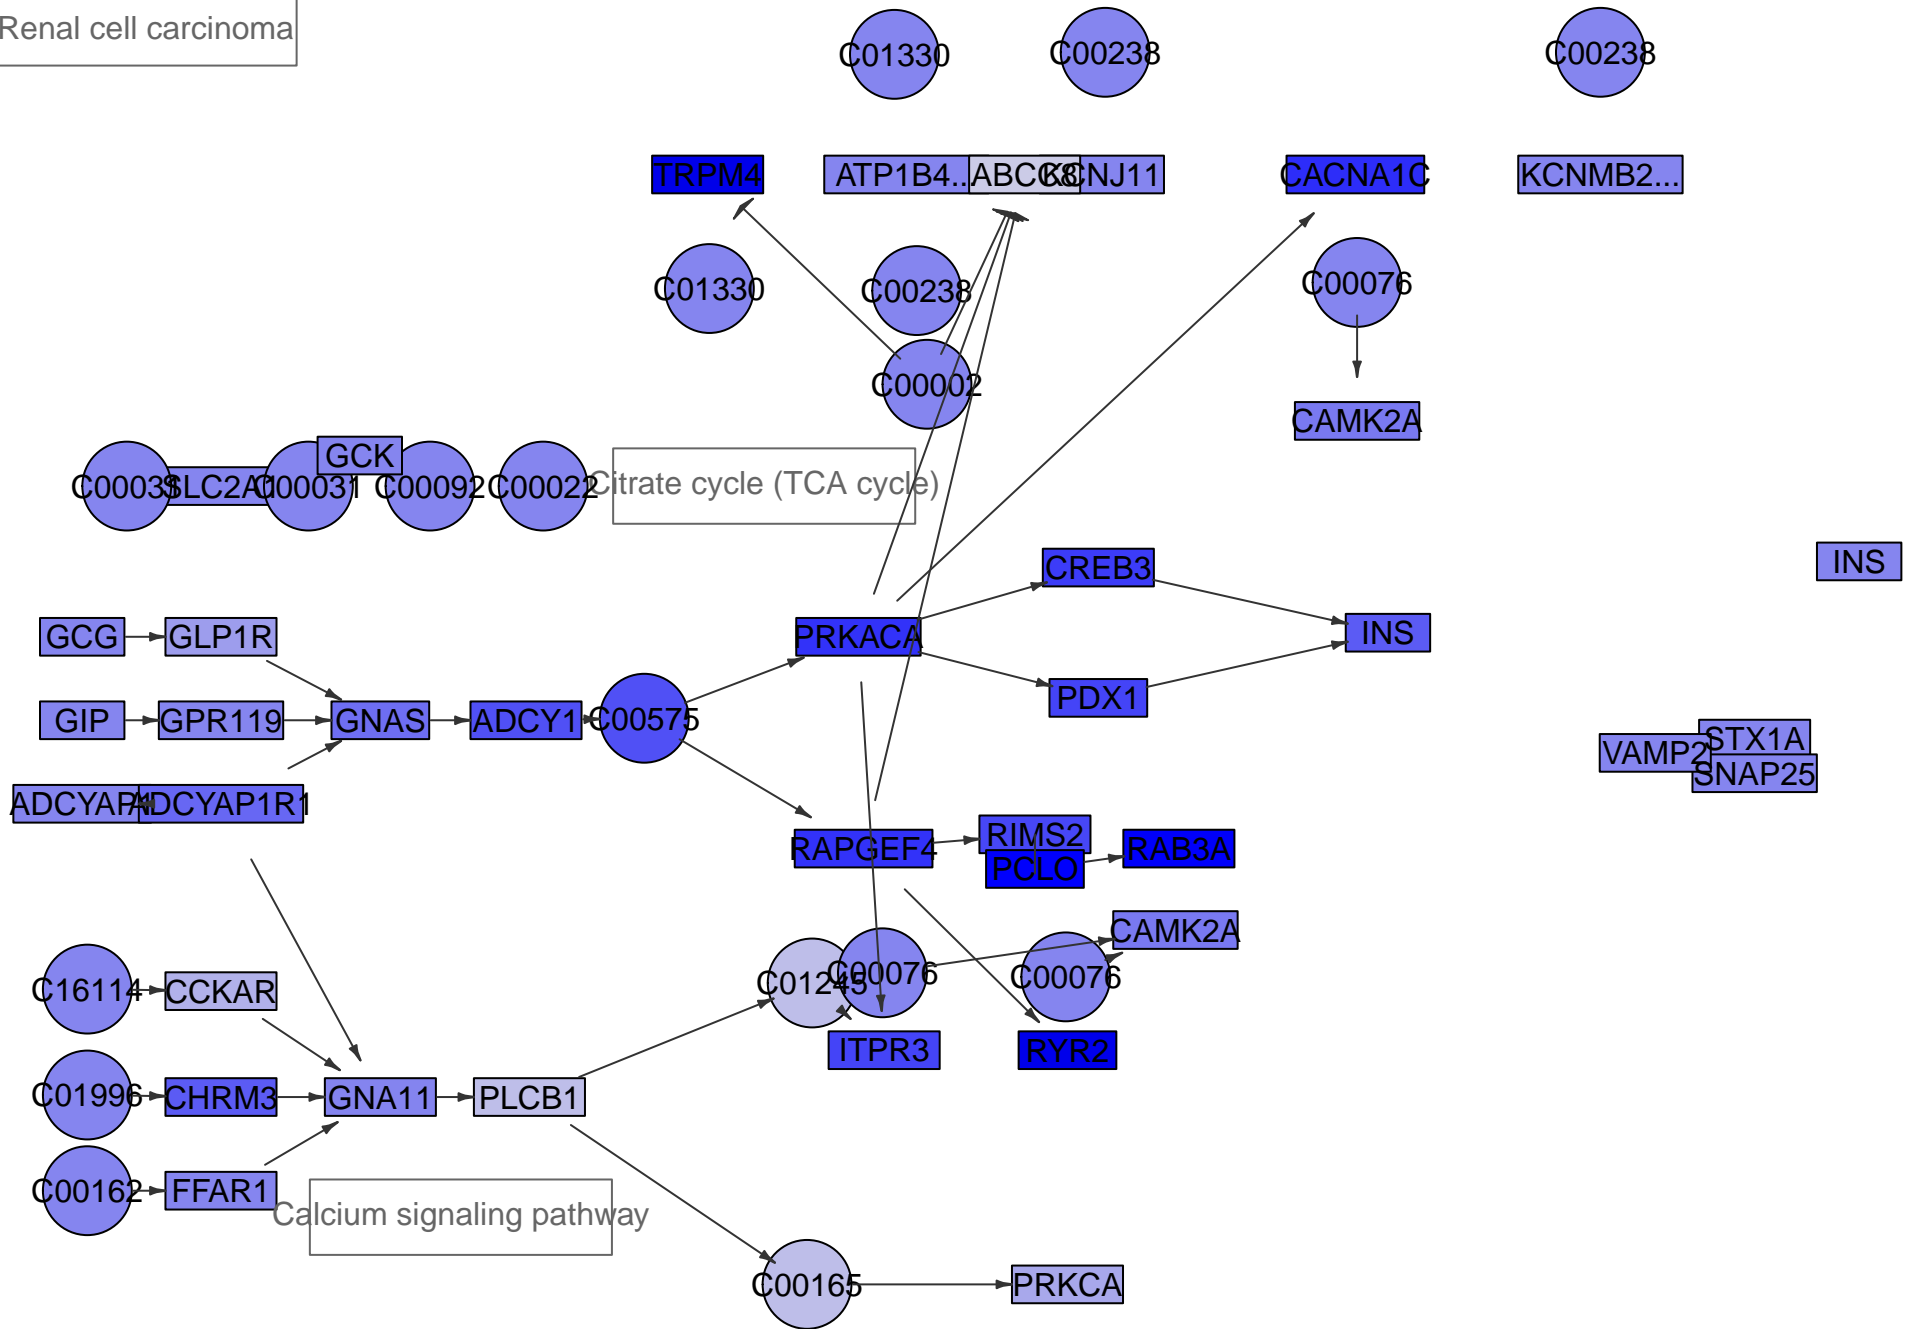 Renal cell carcinoma
C01330
C00238
C00238
TRPM4
ATP1B4...
ABCC8
KCNJ11
CACNA1C
KCNMB2...
C01330
C00238
C00076
C00002
CAMK2A
GCK
C00031
SLC2A1
C00031
C00092
C00022
Citrate cycle (TCA cycle)
CREB3
INS
GCG
GLP1R
PRKACA
INS
GIP
GPR119
GNAS
ADCY1
C00575
PDX1
STX1A
VAMP2
SNAP25
ADCYAP1
ADCYAP1R1
RAPGEF4
RIMS2
PCLO
RAB3A
CAMK2A
C16114
CCKAR
C01245
C00076
C00076
ITPR3
RYR2
C01996
CHRM3
GNA11
PLCB1
C00162
FFAR1
Calcium signaling pathway
C00165
PRKCA